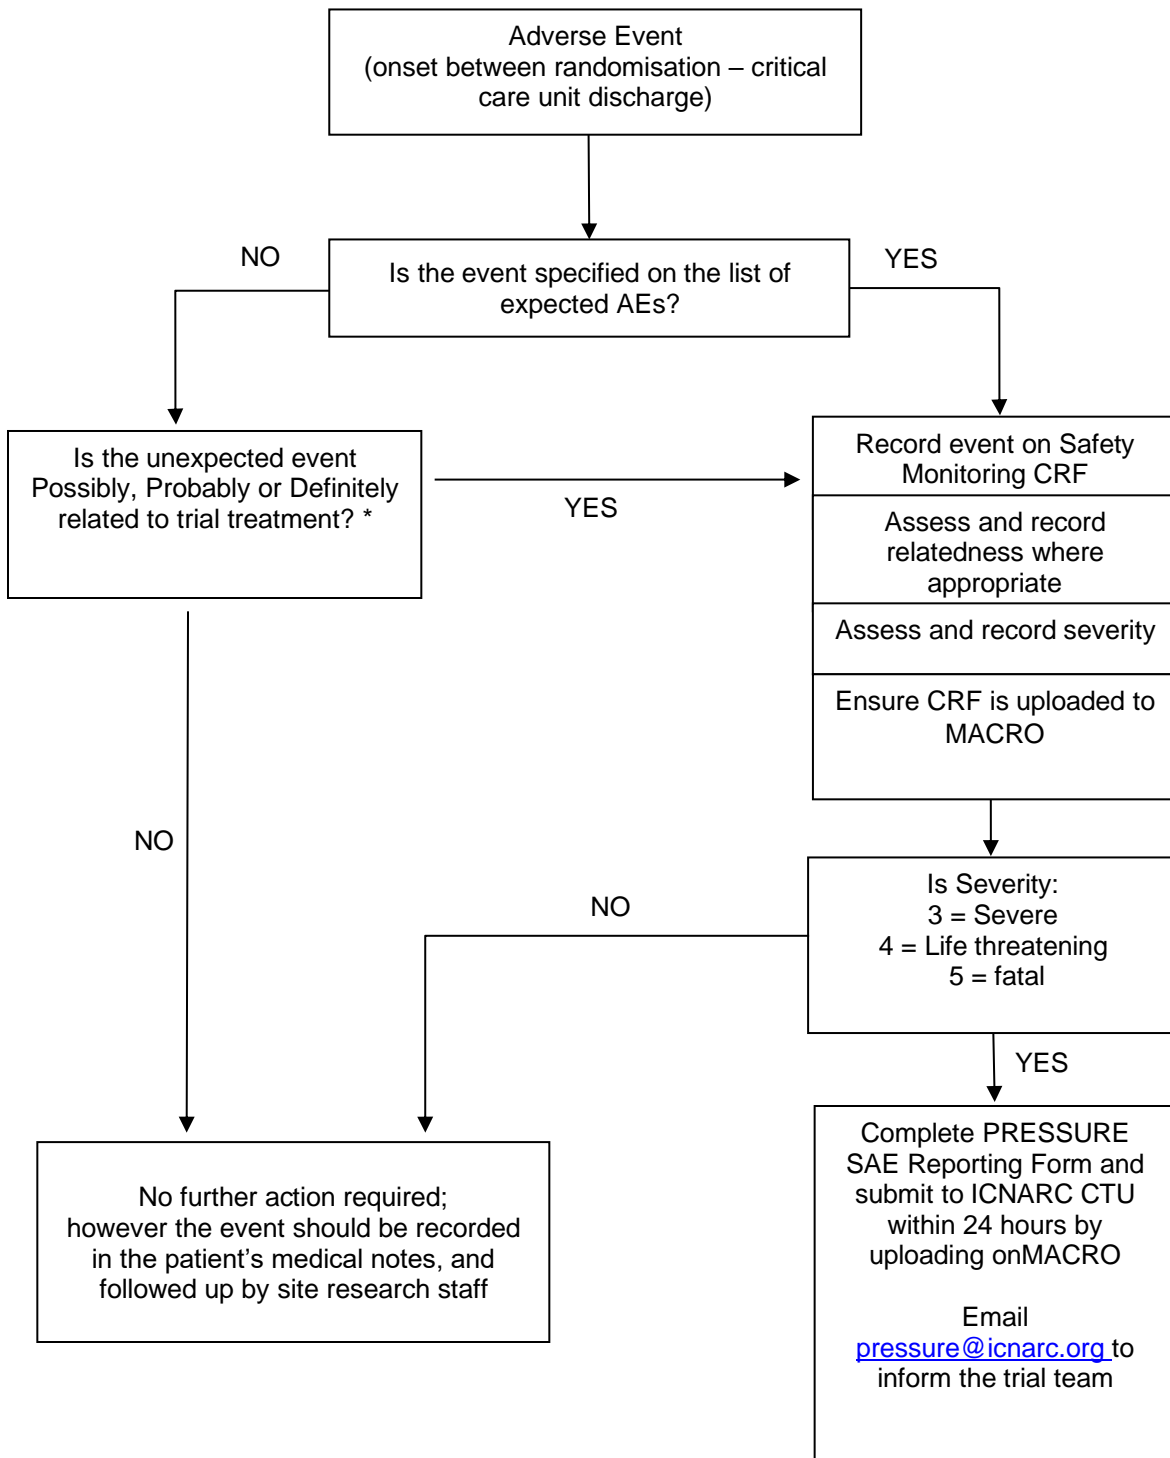 Adverse Event
(onset between randomisation – critical
care unit discharge)
NO
YES
Is the event specified on the list of
expected AEs?
Is the unexpected event
Possibly, Probably or Definitely
related to trial treatment? *
YES
Record event on Safety
Monitoring CRF
Assess and record
relatedness where
appropriate
Assess and record severity
Ensure CRF is uploaded to
MACRO
NO
NO
Is Severity:
3 = Severe
4 = Life threatening
5 = fatal
YES
No further action required;
however the event should be recorded
in the patient’s medical notes, and
followed up by site research staff
Complete PRESSURE
SAE Reporting Form and
submit to ICNARC CTU
within 24 hours by
uploading onMACRO
Email
pressure@icnarc.org to
inform the trial team